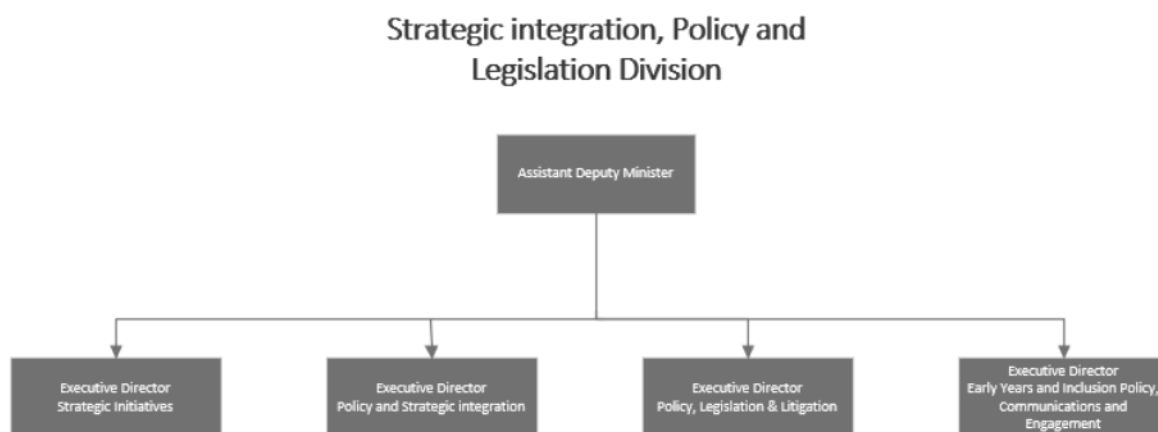 Strategic integration, Policy and
Legislation Division
Assistant Deputy Minister
Executive Director
Strategic Initiatives
Executive Director
Policy and Strategic integration
Executive Director
Policy, Legislation & Litigation
Executive Director
Early Years and Inclusion Policy,
Communications and
Engagement